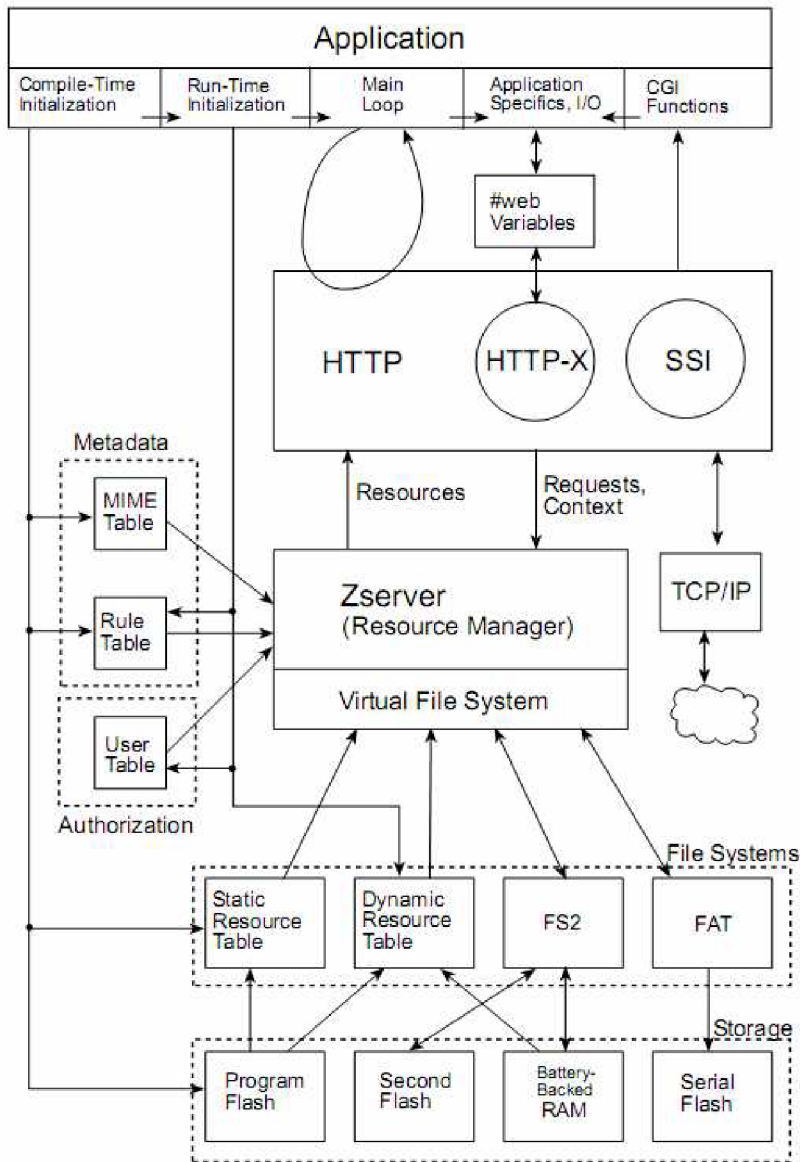 Application
Compile-Time
Initialization
Run-Time
Initialization
Main
Loop
Application
Specifics, I/O
CGI
Functions
#web
Variables
HTTP
HTTP-X
SSI
Metadata
MIME
Table
Resources
Requests,
Context
Rule
Table
Zserver
(Resource Manager)
TCP/IP
Virtual File System
User
Table
Authorization
File Systems
Static
Resource
Table
Dynamic
Resource
Table
FS2
FAT
Storage
Program
Flash
Second
Flash
Battery-
Backed
RAM
Serial
Flash